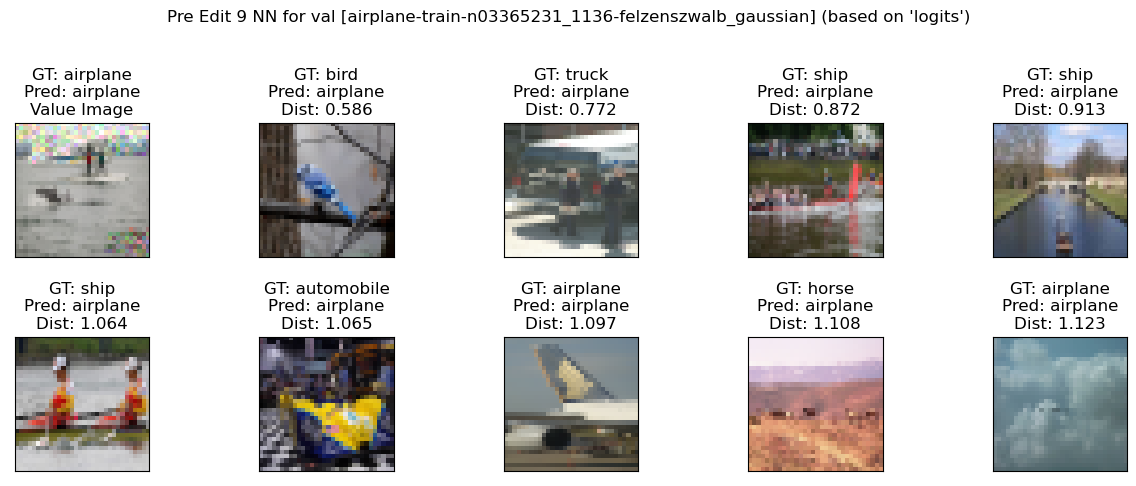 Pre Edit 9 NN for val [airplane-train-n03365231_1136-felzenszwalb_gaussian] (based on 'logits')
GT: airplane
Pred: airplane
Value Image
GT: bird
Pred: airplane
Dist: 0.586
GT: truck
Pred: airplane
Dist: 0.772
GT: ship
Pred: airplane
Dist: 0.872
GT: ship
Pred: airplane
Dist: 0.913
GT: ship
Pred: airplane
Dist: 1.064
GT: automobile
Pred: airplane
Dist: 1.065
GT: airplane
Pred: airplane
Dist: 1.097
GT: horse
Pred: airplane
Dist: 1.108
GT: airplane
Pred: airplane
Dist: 1.123